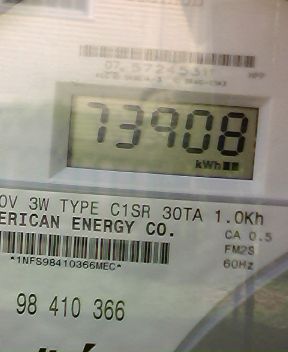 73908
kWh
0V 3W TYPE C1SR 30TA 1.0Kh
ERICAN ENERGY CO.
CA 0.5
FM2S
*1NFS98410366MEC*
60Hz
98 410 366